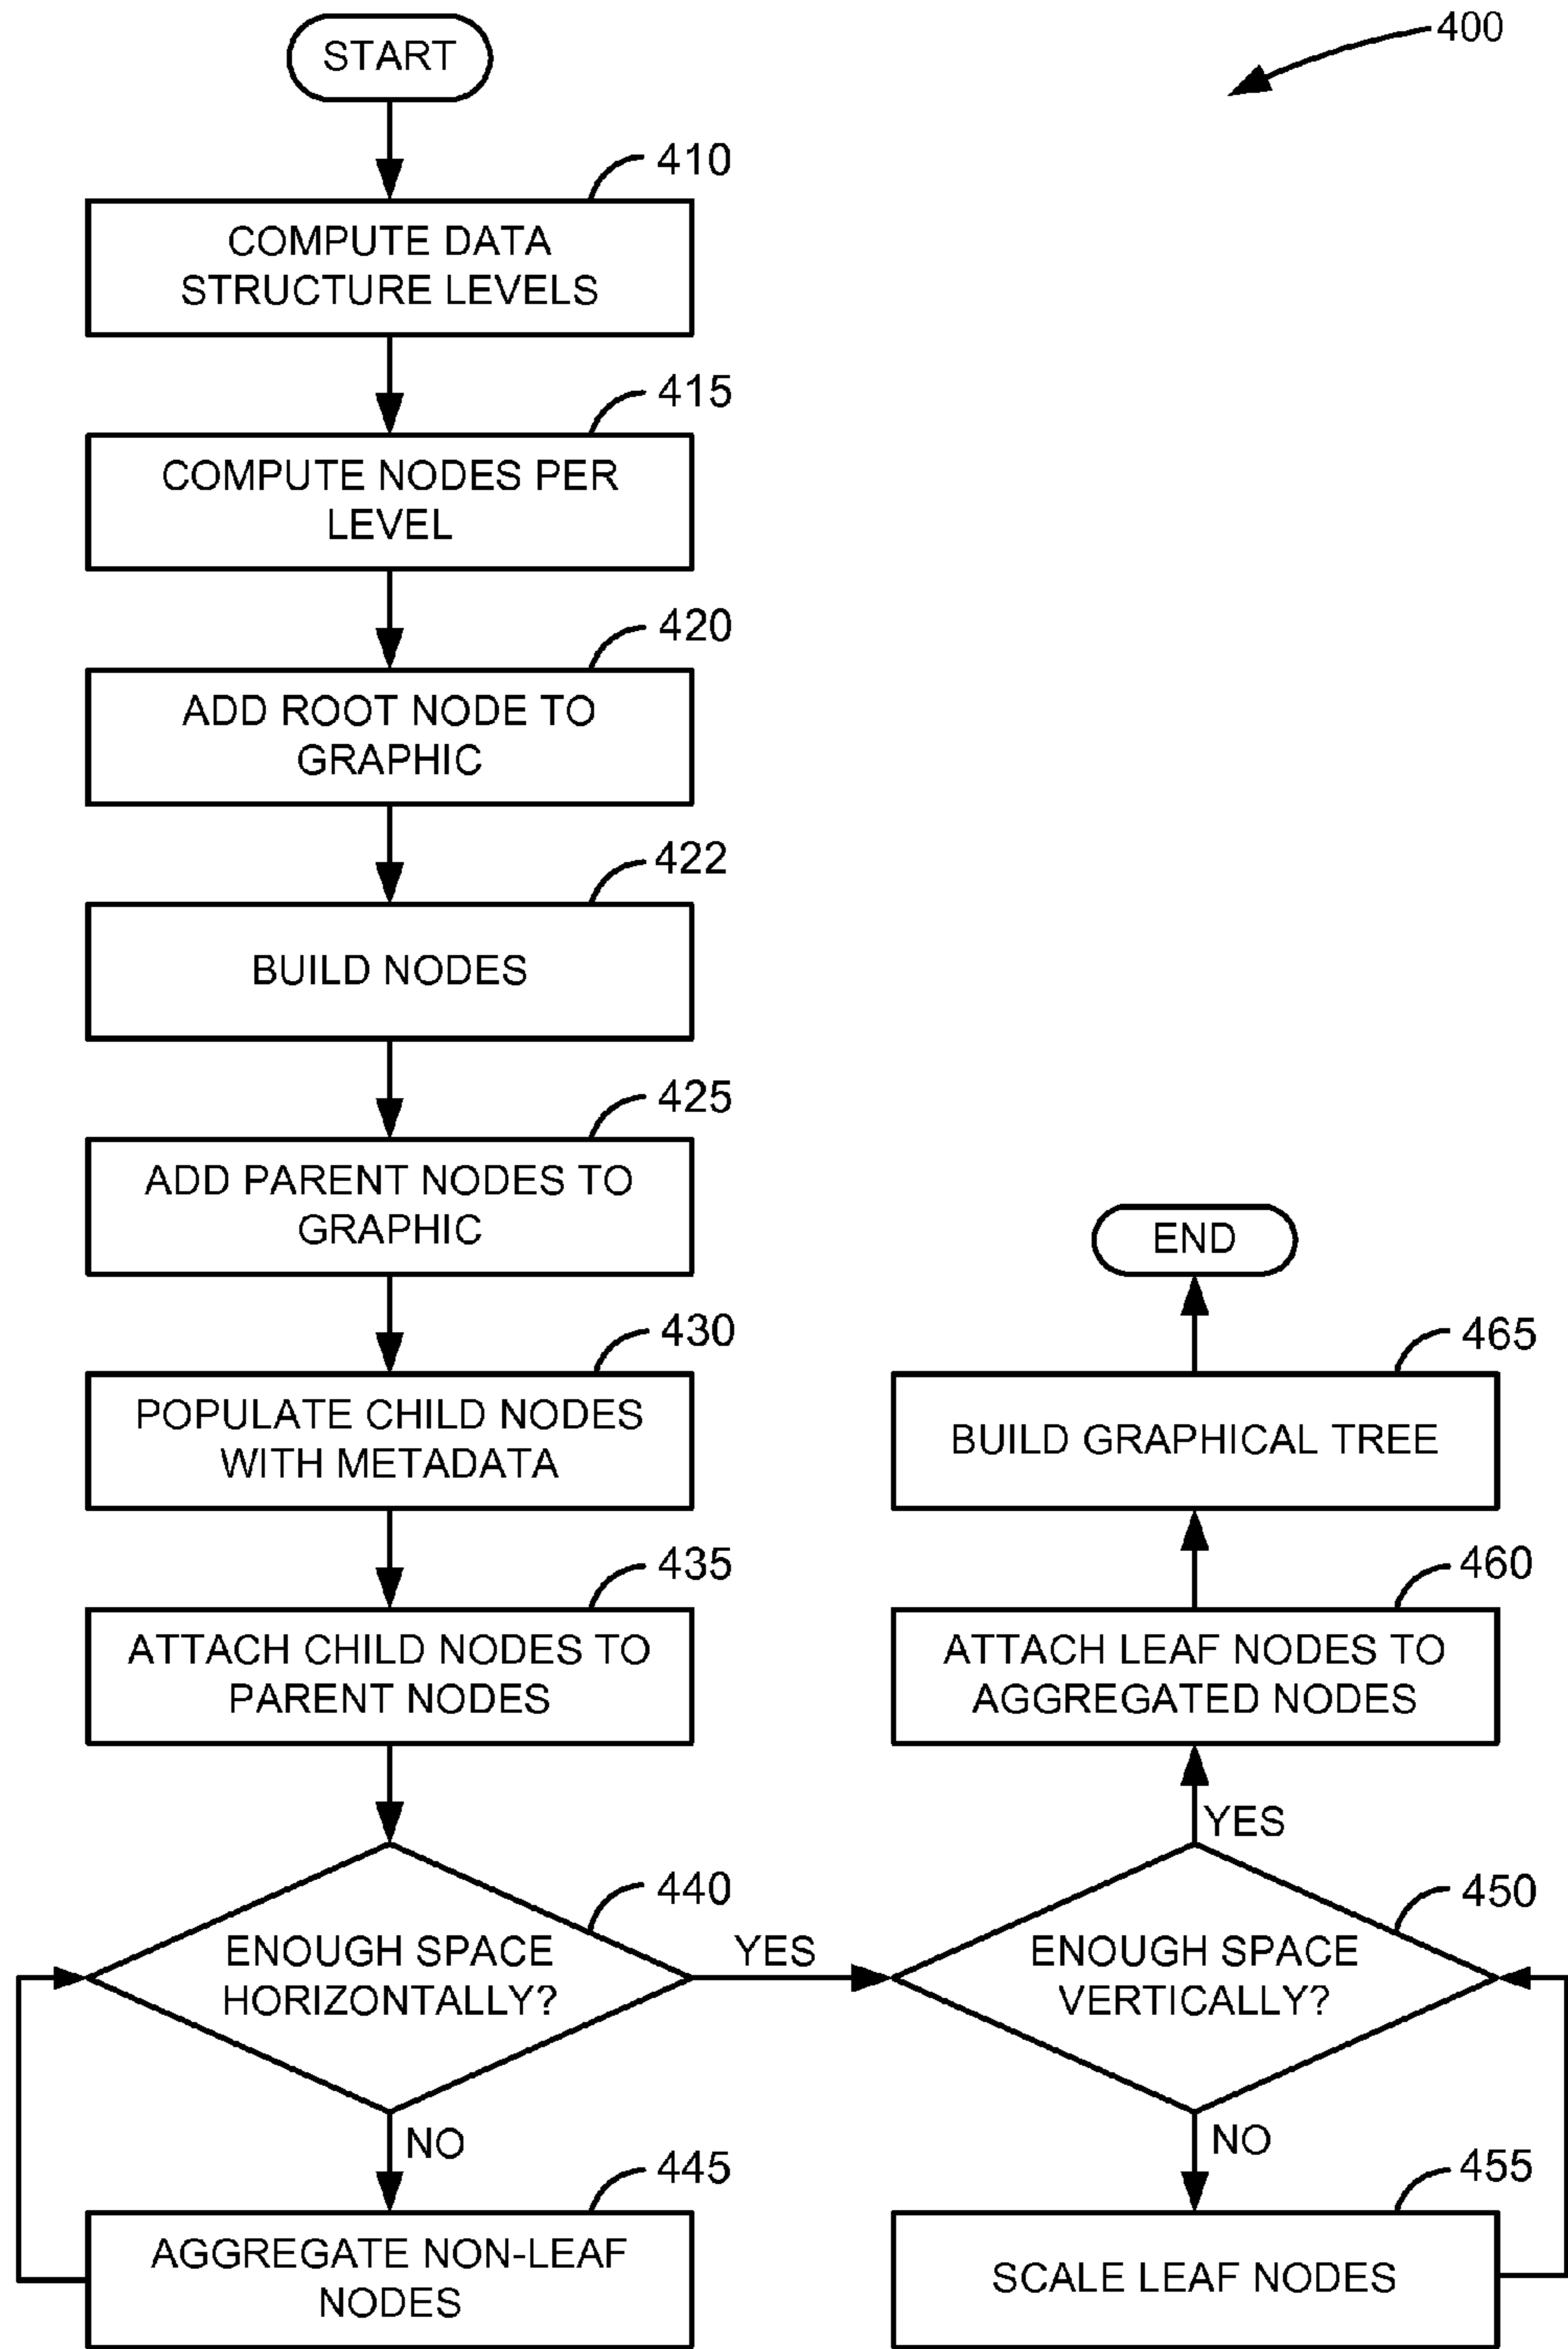 400
START
410
COMPUTE DATA
STRUCTURE LEVELS
415
COMPUTE NODES PER
LEVEL
420
ADD ROOT NODE TO
GRAPHIC
422
BUILD NODES
425
ADD PARENT NODES TO
GRAPHIC
430
POPULATE CHILD NODES
WITH METADATA
435
ATTACH CHILD NODES TO
PARENT NODES
440
ENOUGH SPACE
HORIZONTALLY?
YES
NO
445
AGGREGATE NON-LEAF
NODES
450
ENOUGH SPACE
VERTICALLY?
NO
455
SCALE LEAF NODES
YES
460
ATTACH LEAF NODES TO
AGGREGATED NODES
465
BUILD GRAPHICAL TREE
END